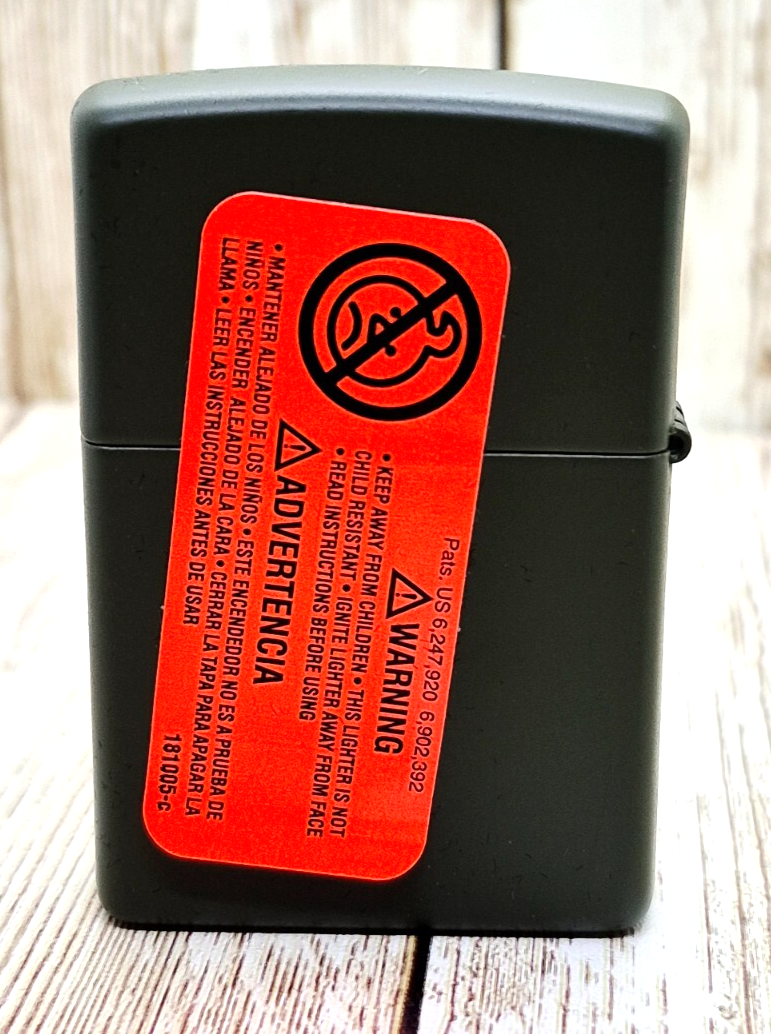 Pats. US 6,247,920 6,902,392
WARNING
• KEEP AWAY FROM CHILDREN • THIS LIGHTER IS NOT
CHILD RESISTANT • IGNITE LIGHTER AWAY FROM FACE
• READ INSTRUCTIONS BEFORE USING
ADVERTENCIA
• MANTENER ALEJADO DE LOS NIÑOS • ESTE ENCENDEDOR NO ES A PRUEBA DE
NIÑOS • ENCENDER ALEJADO DE LA CARA • CERRAR LA TAPA PARA APAGAR LA
LLAMA • LEER LAS INSTRUCCIONES ANTES DE USAR
181005-c